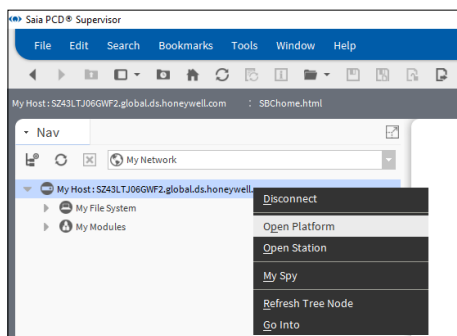 Saia PCD® Supervisor
File Edit Search Bookmarks Tools Window Help
My Host : SZ43LTJ06GWF2.global.ds.honeywell.com : SBChome.html
Nav
My Network
My Host : SZ43LTJ06GWF2.global.ds.honeywell.
My File System
My Modules
Disconnect
Open Platform
Open Station
My Spy
Refresh Tree Node
Go Into